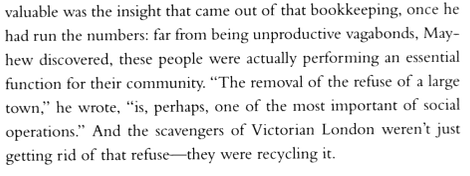 valuable was the insight that came out of that bookkeeping, once he
had run the numbers: far from being unproductive vagabonds, May-
hew discovered, these people were actually performing an essential
function for their community. “The removal of the refuse of a large
town,” he wrote, “is, perhaps, one of the most important of social
operations.” And the scavengers of Victorian London weren’t just
getting rid of that refuse—they were recycling it.